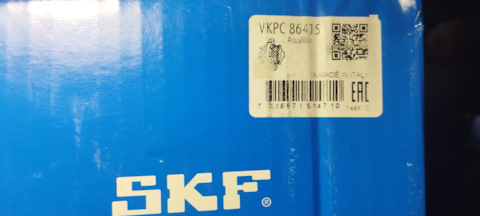 VKPC 86415
AquaMax
MADE IN ITALY
EAC
7 316571 514710
SKF®